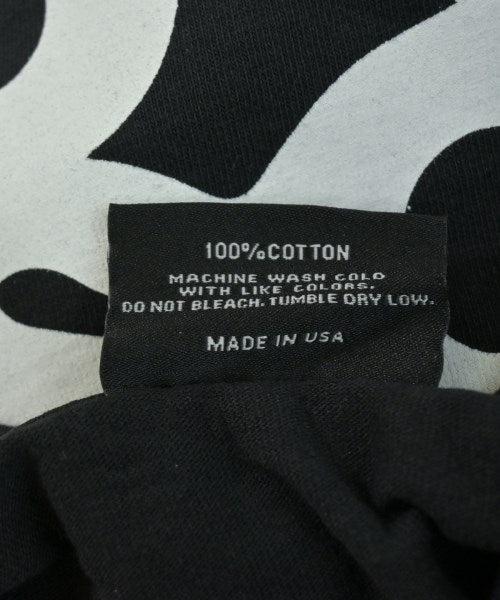 100%COTTON
MACHINE WASH COLD
WITH LIKE COLORS.
DO NOT BLEACH. TUMBLE DRY LOW.
MADE IN USA